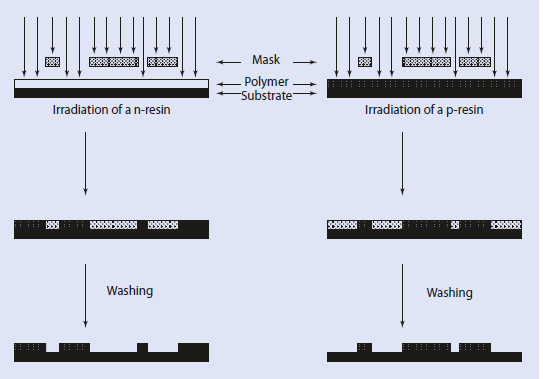 Mask
Polymer
Substrate
Irradiation of a n-resin
Irradiation of a p-resin
Washing
Washing